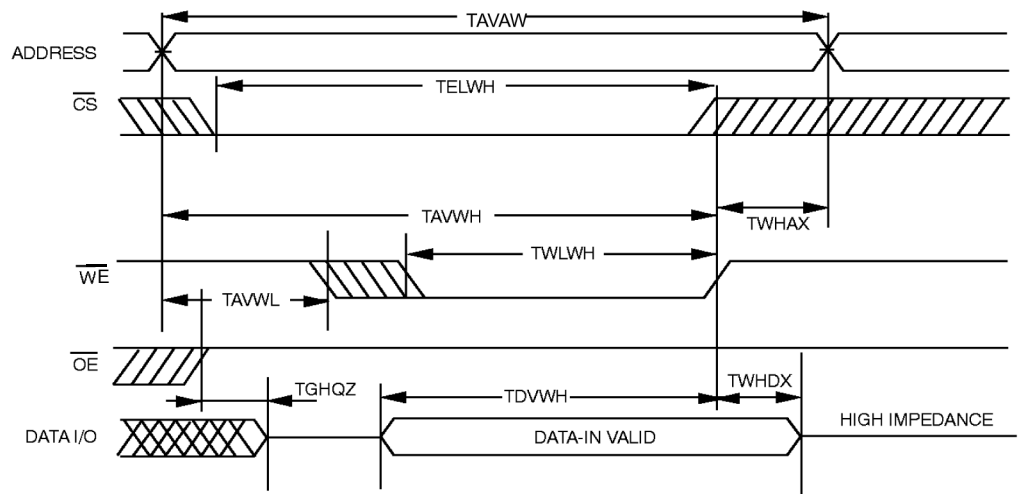 TAVAW
ADDRESS
TELWH
CS
TAVWH
TWHAX
TWLWH
WE
TAVWL
OE
TGHQZ
TDVWH
TWHDX
DATA I/O
DATA-IN VALID
HIGH IMPEDANCE